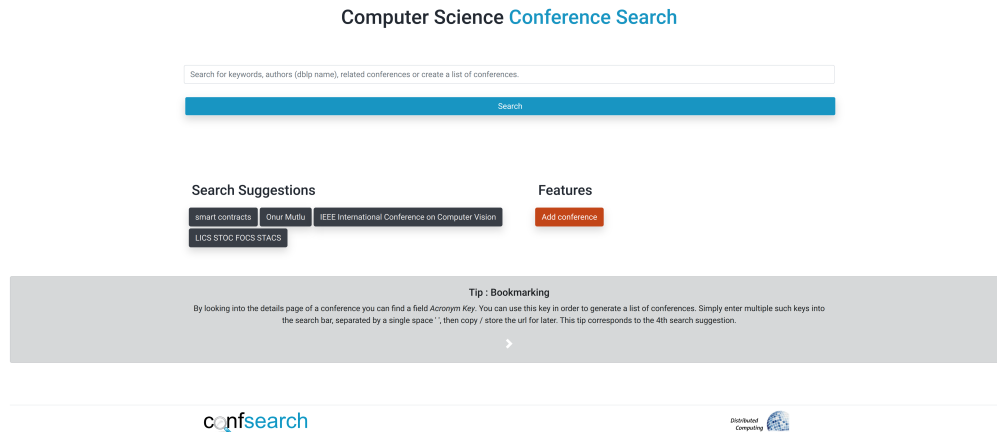 Computer Science Conference Search
Search for keywords, authors (dblp name), related conferences or create a list of conferences.
Search
Search Suggestions
Features
smart contracts
Onur Mutlu
IEEE International Conference on Computer Vision
Add conference
LICS STOC FOCS STACS
Tip : Bookmarking
By looking into the details page of a conference you can find a field Acronym Key. You can use this key in order to generate a list of conferences. Simply enter multiple such keys into
the search bar, separated by a single space ' ', then copy / store the url for later. This tip corresponds to the 4th search suggestion.
confsearch
Distributed
Computing